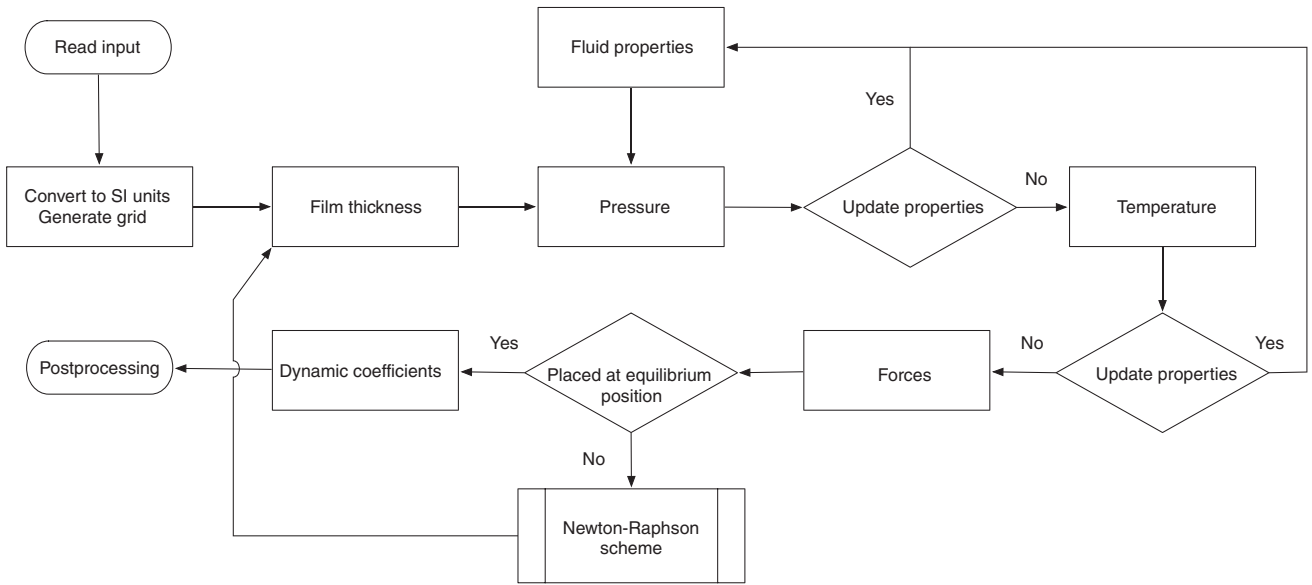 Read input
Fluid properties
Yes
Convert to SI units
Generate grid
Film thickness
Pressure
Update properties
No
Temperature
Postprocessing
Dynamic coefficients
Yes
Placed at equilibrium
position
Forces
No
Update properties
Yes
No
Newton-Raphson
scheme